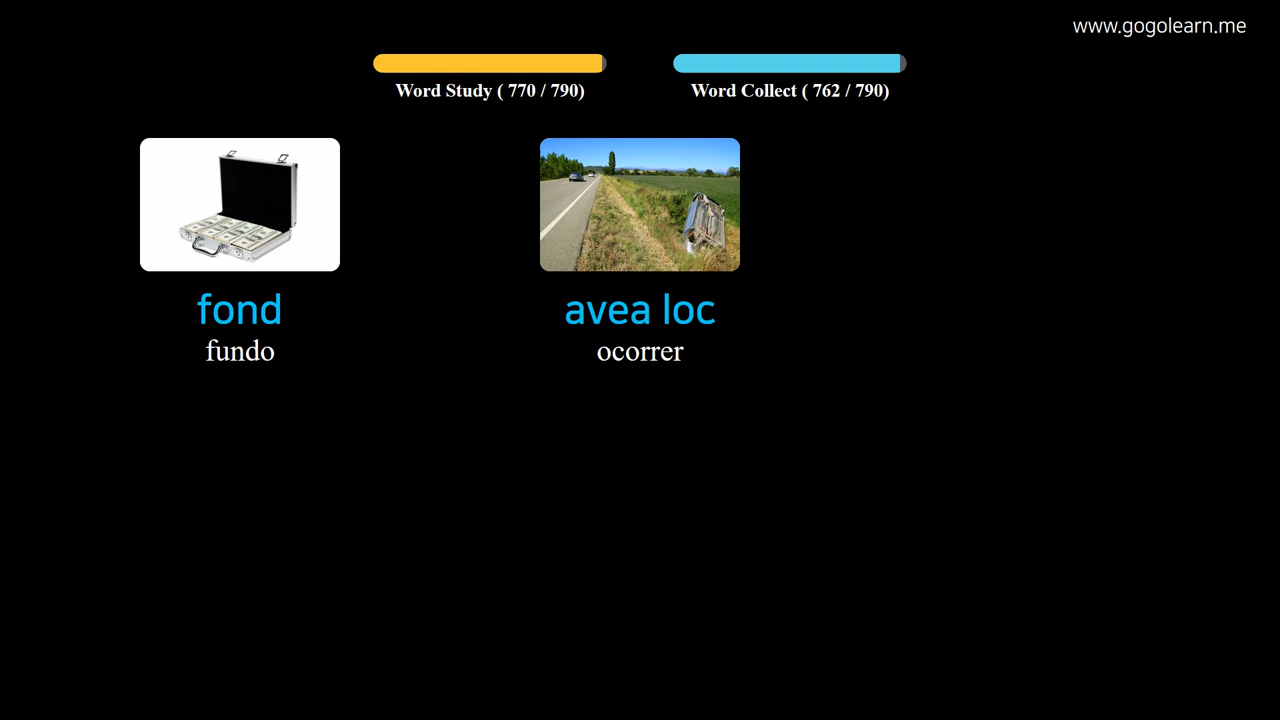 www.gogolearn.me
Word Study ( 770 / 790)
Word Collect ( 762 / 790)
fond
fundo
avea loc
ocorrer